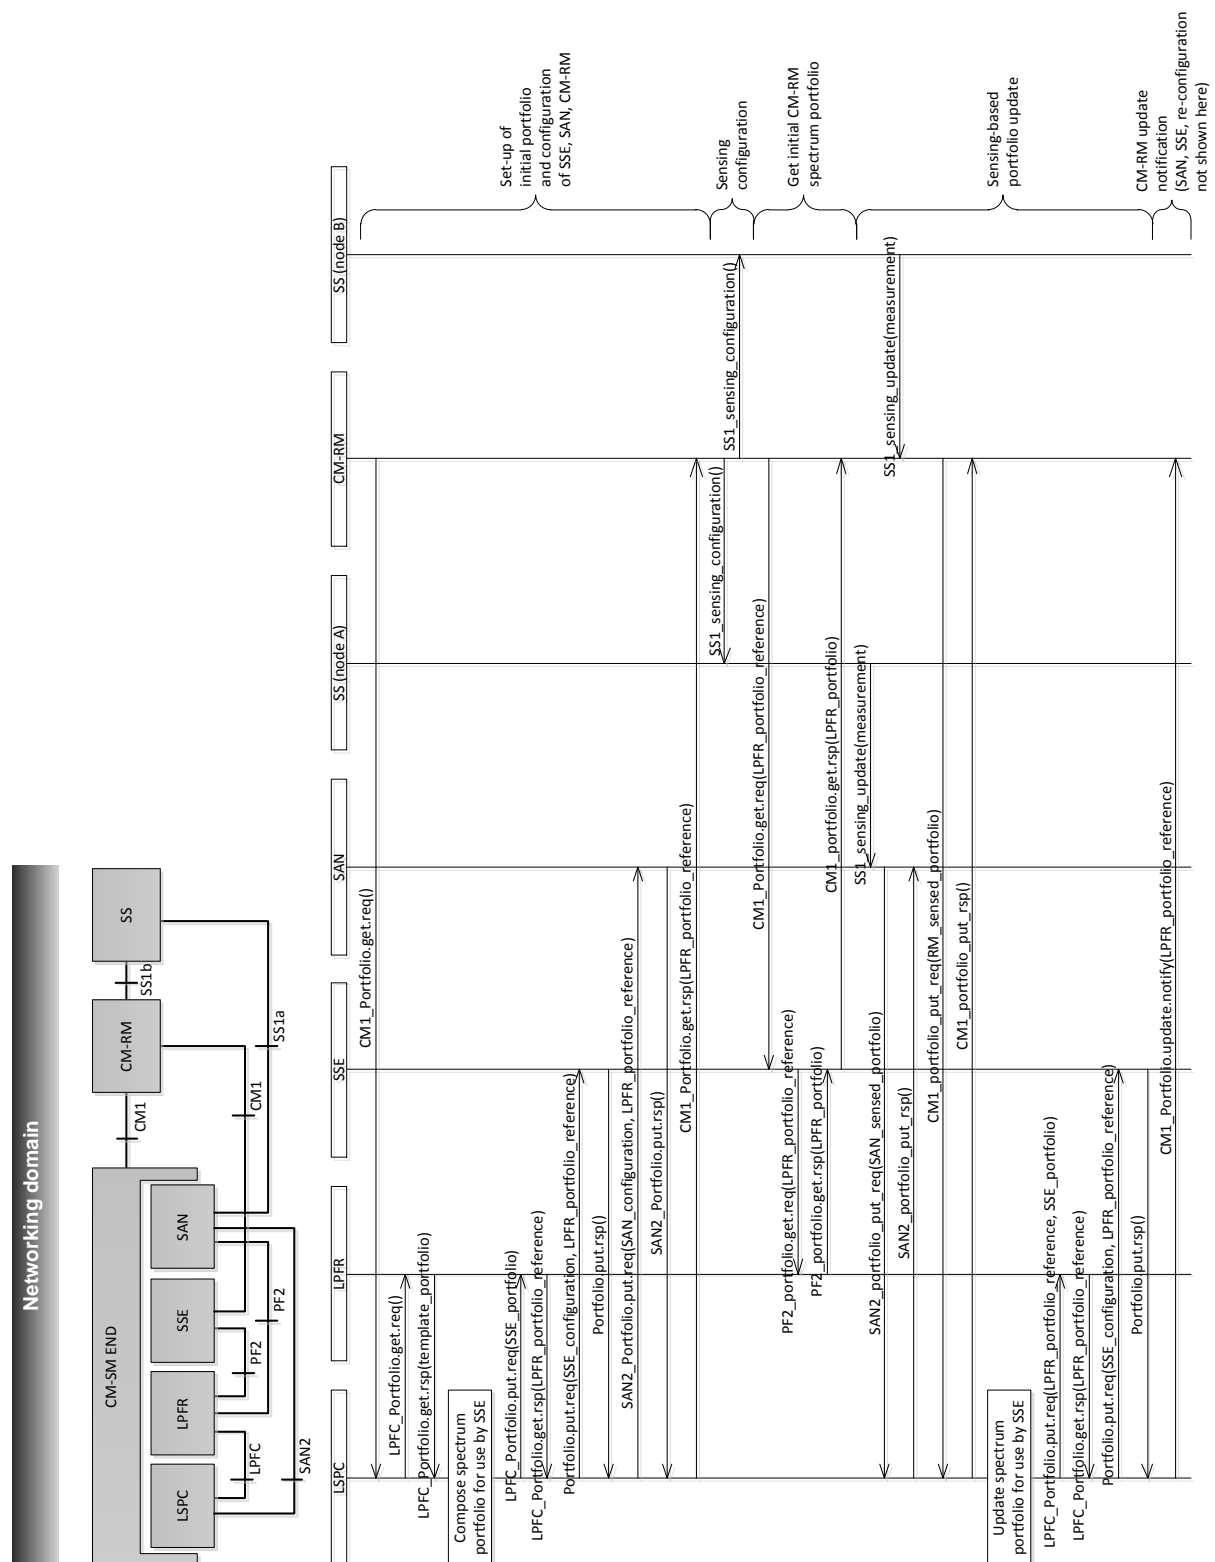 Networking domain
CM-SM END
LSPC
LPFR
SSE
SAN
CM-RM
SS
CM1
SS1b
LPFC
PF2
CM1
SAN2
PF2
SS1a
LSPC
LPFR
SSE
SAN
SS (node A)
CM-RM
SS (node B)
CM1_Portfolio.get.req()
LPFC_Portfolio.get.req()
LPFC_Portfolio.get.rsp(template_portfolio)
Compose spectrum
portfolio for use by SSE
LPFC_Portfolio.put.req(SSE_portfolio)
LPFC_Portfolio.get.rsp(LPFR_portfolio_reference)
Portfolio.put.req(SSE_configuration, LPFR_portfolio_reference)
Portfolio.put.rsp()
SAN2_Portfolio.put.req(SAN_configuration, LPFR_portfolio_reference)
SAN2_Portfolio.put.rsp()
CM1_Portfolio.get.rsp(LPFR_portfolio_reference)
Set-up of
initial portfolio
and configuration
of SSE, SAN, CM-RM
SS1_sensing_configuration()
SS1_sensing_configuration()
Sensing
configuration
CM1_Portfolio.get.req(LPFR_portfolio_reference)
PF2_portfolio.get.req(LPFR_portfolio_reference)
PF2_portfolio.get.rsp(LPFR_portfolio)
CM1_portfolio.get.rsp(LPFR_portfolio)
Get initial CM-RM
spectrum portfolio
SS1_sensing_update(measurement)
SAN2_portfolio_put_req(SAN_sensed_portfolio)
SS1_sensing_update(measurement)
SAN2_portfolio_put_rsp()
CM1_portfolio_put_req(RM_sensed_portfolio)
CM1_portfolio_put_rsp()
Update spectrum
portfolio for use by SSE
LPFC_Portfolio.put.req(LPFR_portfolio_reference, SSE_portfolio)
LPFC_Portfolio.get.rsp(LPFR_portfolio_reference)
Portfolio.put.req(SSE_configuration, LPFR_portfolio_reference)
Portfolio.put.rsp()
Sensing-based
portfolio update
CM1_Portfolio.update.notify(LPFR_portfolio_reference)
CM-RM update
notification
(SAN, SSE, re-configuration
not shown here)